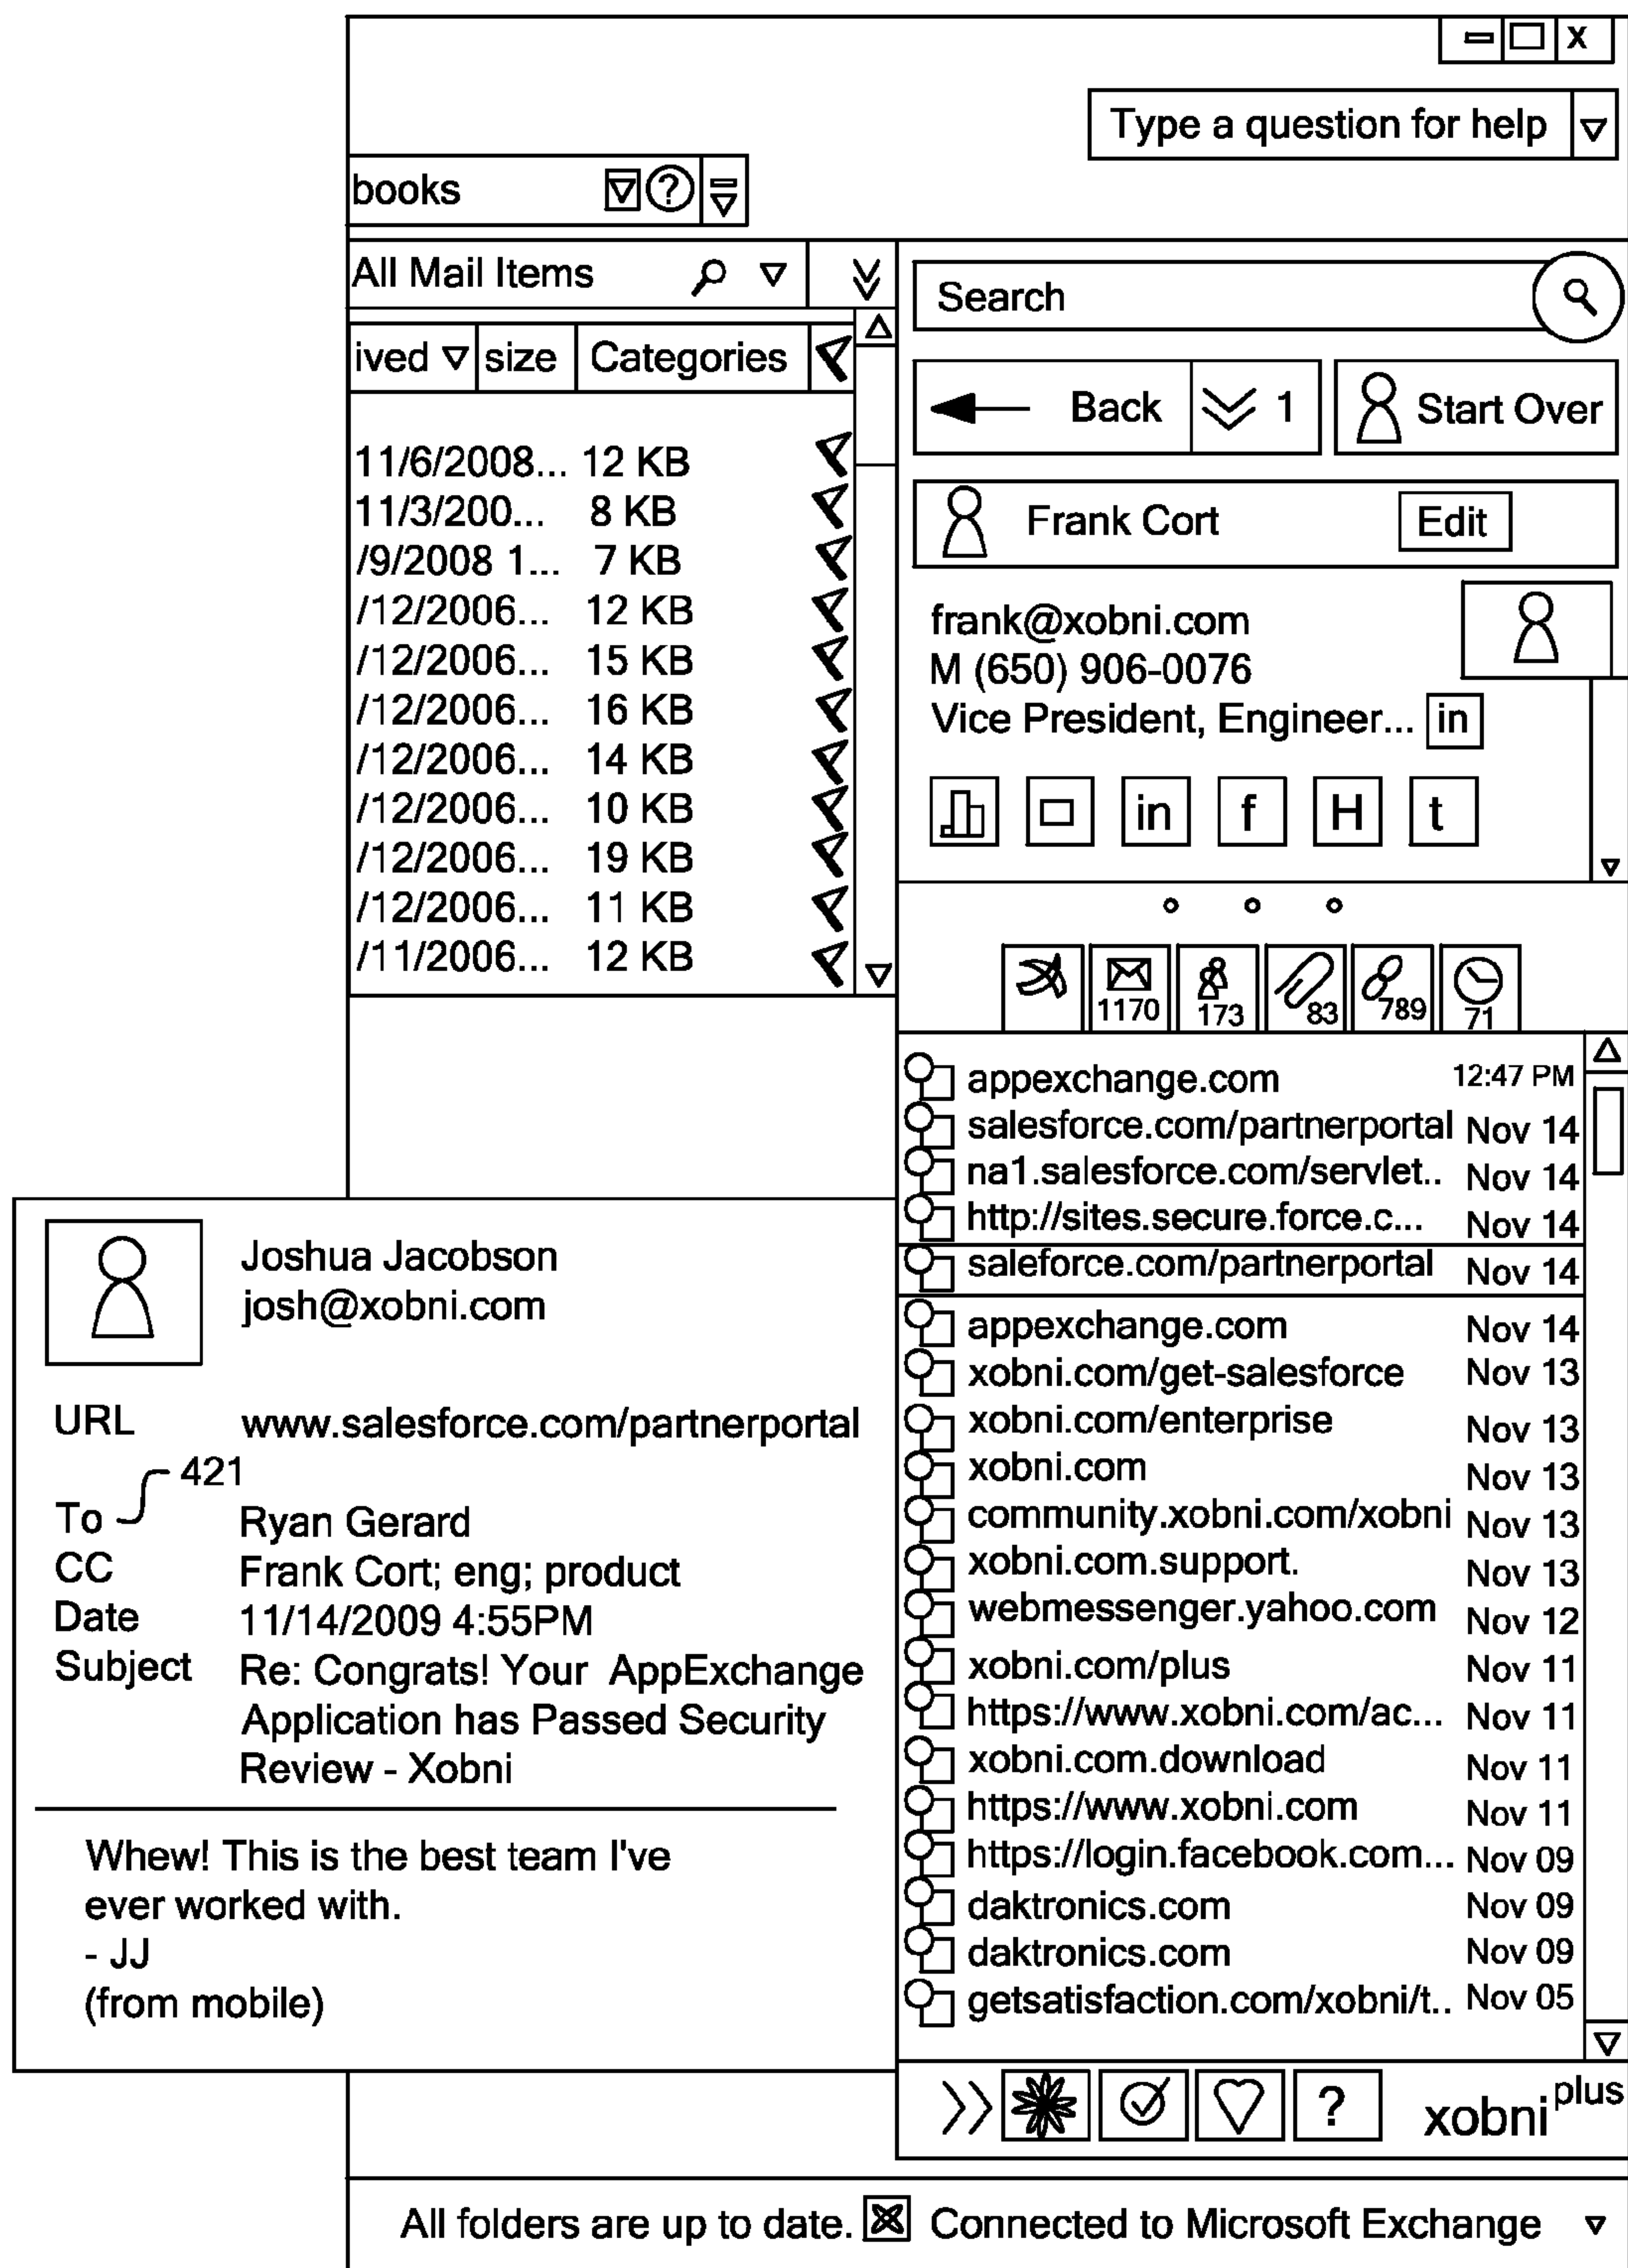 X
Type a question for help
books ?
All Mail Items
ived size Categories
11/6/2008... 12 KB
11/3/200... 8 KB
/9/2008 1... 7 KB
/12/2006... 12 KB
/12/2006... 15 KB
/12/2006... 16 KB
/12/2006... 14 KB
/12/2006... 10 KB
/12/2006... 19 KB
/12/2006... 11 KB
/11/2006... 12 KB
Search
Back 1 Start Over
Frank Cort Edit
frank@xobni.com
M (650) 906-0076
Vice President, Engineer... in
in f H t
1170 173 83 789 71
appexchange.com 12:47 PM
salesforce.com/partnerportal Nov 14
na1.salesforce.com/servlet.. Nov 14
http://sites.secure.force.c... Nov 14
saleforce.com/partnerportal Nov 14
appexchange.com Nov 14
xobni.com/get-salesforce Nov 13
xobni.com/enterprise Nov 13
xobni.com Nov 13
community.xobni.com/xobni Nov 13
xobni.com.support. Nov 13
webmessenger.yahoo.com Nov 12
xobni.com/plus Nov 11
https://www.xobni.com/ac... Nov 11
xobni.com.download Nov 11
https://www.xobni.com Nov 11
https://login.facebook.com... Nov 09
daktronics.com Nov 09
daktronics.com Nov 09
getsatisfaction.com/xobni/t.. Nov 05
? xobni plus
Joshua Jacobson
josh@xobni.com
URL www.salesforce.com/partnerportal
421
To Ryan Gerard
CC Frank Cort; eng; product
Date 11/14/2009 4:55PM
Subject Re: Congrats! Your AppExchange
Application has Passed Security
Review - Xobni
Whew! This is the best team I've
ever worked with.
- JJ
(from mobile)
All folders are up to date. Connected to Microsoft Exchange